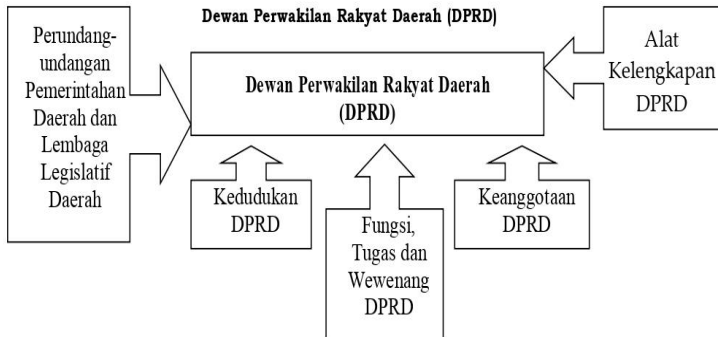 Dewan Perwakilan Rakyat Daerah (DPRD)
Perundang-
undangan
Pemerintahan
Daerah dan
Lembaga
Legislatif
Daerah
Dewan Perwakilan Rakyat Daerah
(DPRD)
Alat
Kelengkapan
DPRD
Kedudukan
DPRD
Fungsi,
Tugas dan
Wewenang
DPRD
Keanggotaan
DPRD